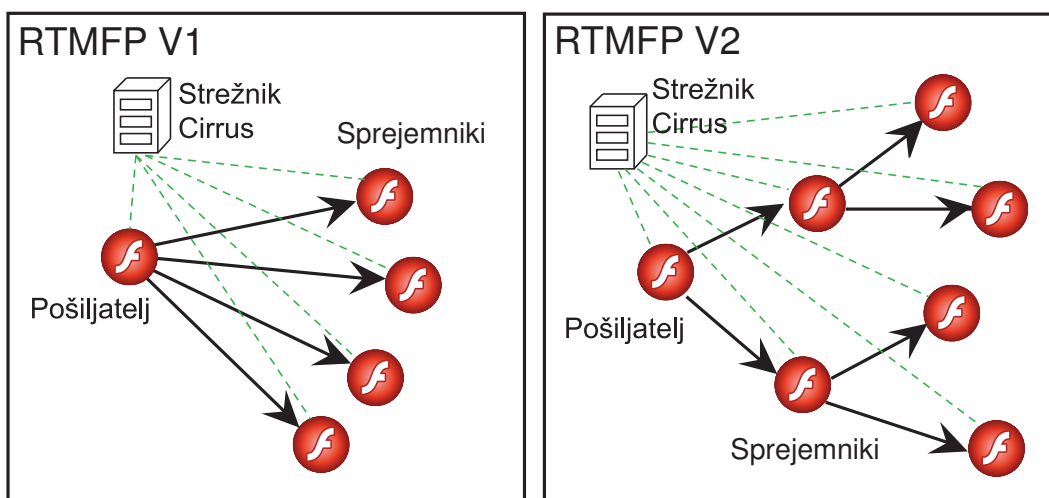 RTMFP V1
Strežnik
Cirrus
Sprejemniki
Pošiljatelj
RTMFP V2
Strežnik
Cirrus
Pošiljatelj
Sprejemniki